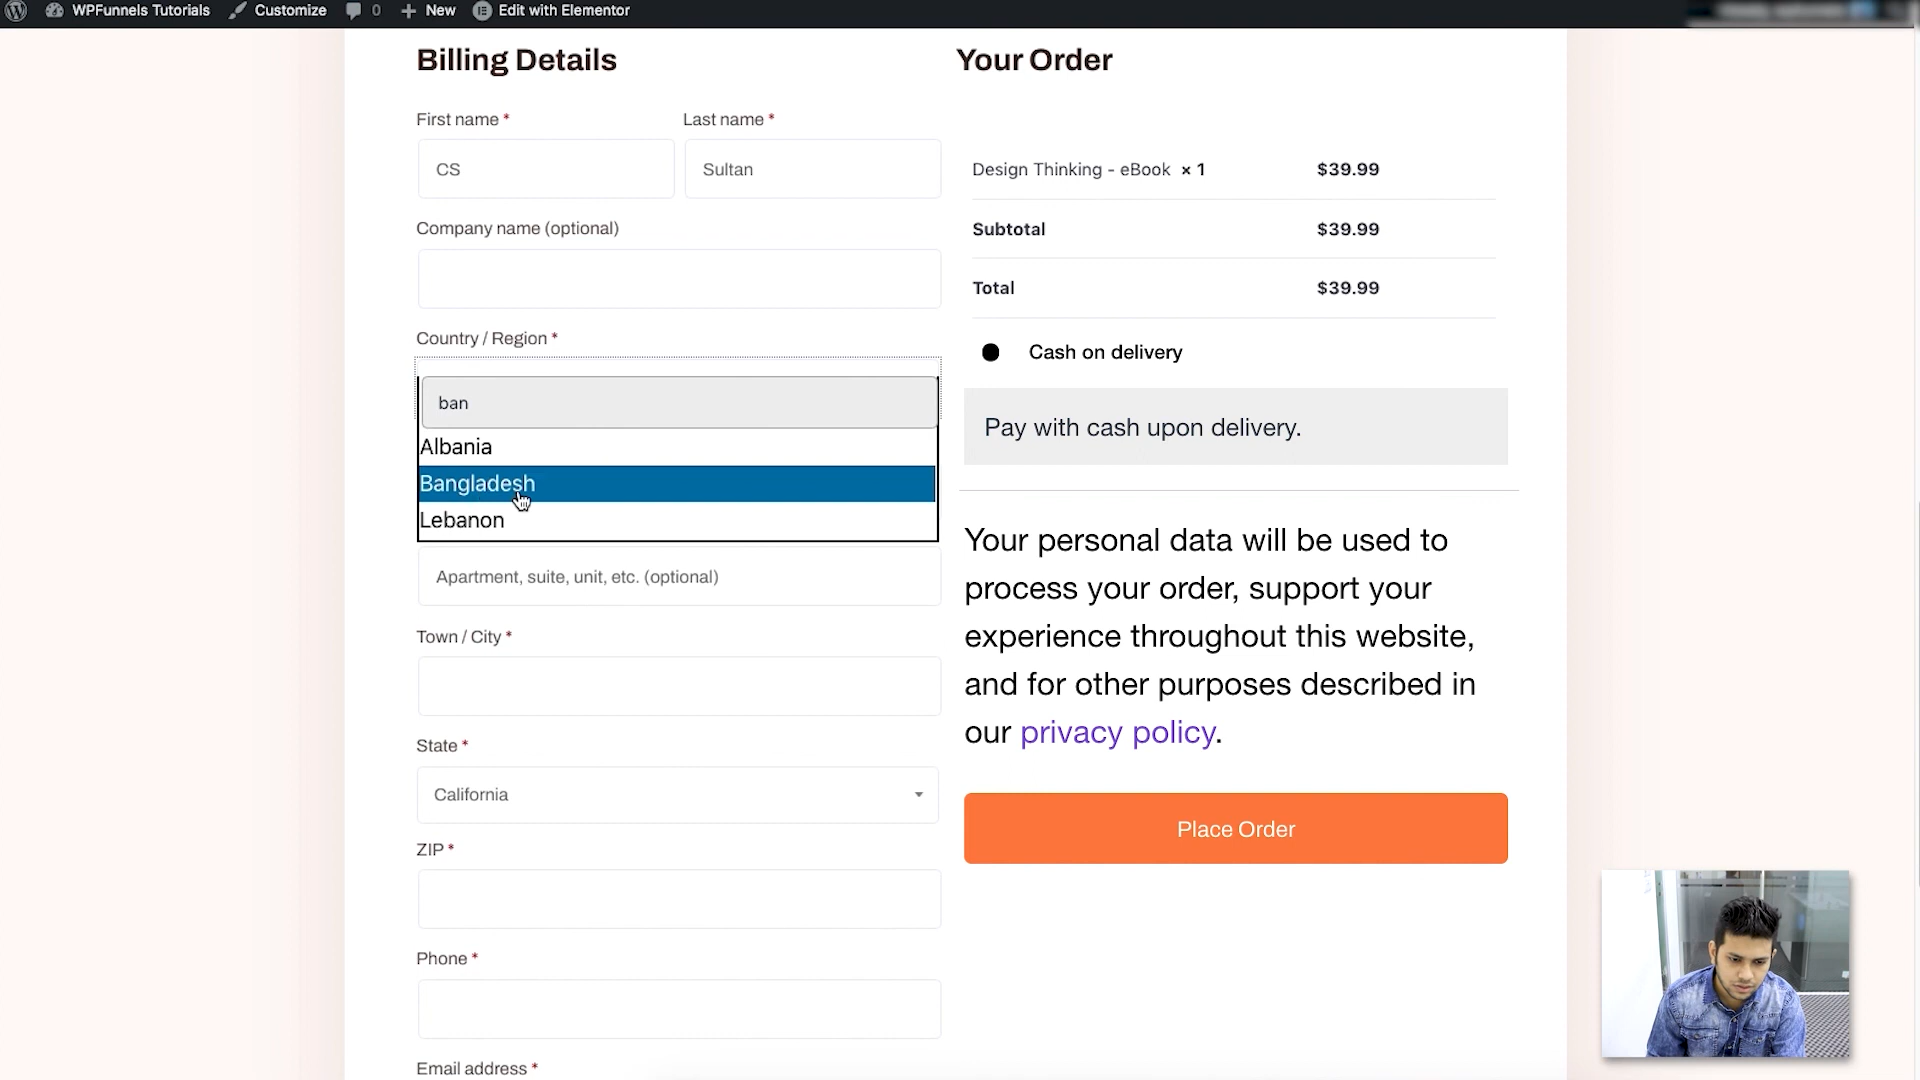 WPFunnels Tutorials Customize 0 New Edit with Elementor
Billing Details
First name *
Last name *
CS
Sultan
Company name (optional)
Country / Region *
ban
Albania
Bangladesh
Lebanon
Apartment, suite, unit, etc. (optional)
Town / City *
State *
California
ZIP *
Phone *
Email address *
Your Order
Design Thinking - eBook × 1 $39.99
Subtotal $39.99
Total $39.99
Cash on delivery
Pay with cash upon delivery.
Your personal data will be used to
process your order, support your
experience throughout this website,
and for other purposes described in
our privacy policy.
Place Order